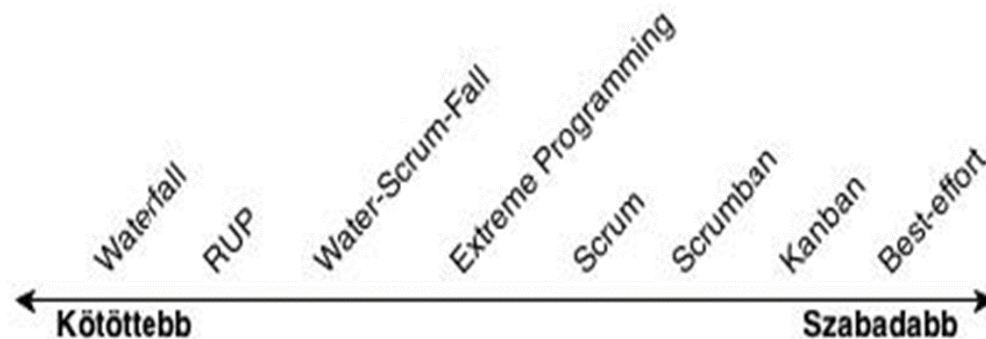 Waterfall
RUP
Water-Scrum-Fall
Extreme Programming
Scrum
Scrumban
Kanban
Best-effort
Kötöttebb
Szabadabb